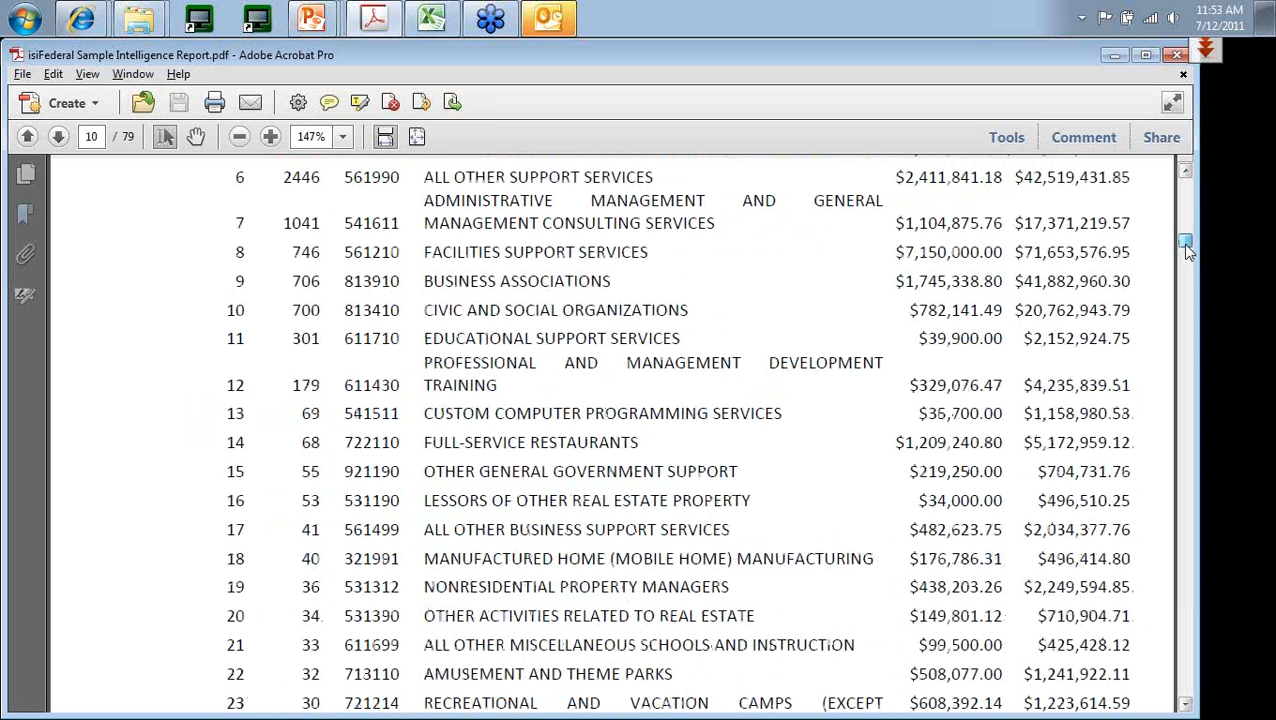 11:53 AM
7/12/2011
isiFederal Sample Intelligence Report.pdf - Adobe Acrobat Pro
File Edit View Window Help
Create
10 / 79 147% Tools Comment Share
6 2446 561990 ALL OTHER SUPPORT SERVICES $2,411,841.18 $42,519,431.85
ADMINISTRATIVE MANAGEMENT AND GENERAL
7 1041 541611 MANAGEMENT CONSULTING SERVICES $1,104,875.76 $17,371,219.57
8 746 561210 FACILITIES SUPPORT SERVICES $7,150,000.00 $71,653,576.95
9 706 813910 BUSINESS ASSOCIATIONS $1,745,338.80 $41,882,960.30
10 700 813410 CIVIC AND SOCIAL ORGANIZATIONS $782,141.49 $20,762,943.79
11 301 611710 EDUCATIONAL SUPPORT SERVICES $39,900.00 $2,152,924.75
PROFESSIONAL AND MANAGEMENT DEVELOPMENT
12 179 611430 TRAINING $329,076.47 $4,235,839.51
13 69 541511 CUSTOM COMPUTER PROGRAMMING SERVICES $35,700.00 $1,158,980.53
14 68 722110 FULL-SERVICE RESTAURANTS $1,209,240.80 $5,172,959.12
15 55 921190 OTHER GENERAL GOVERNMENT SUPPORT $219,250.00 $704,731.76
16 53 531190 LESSORS OF OTHER REAL ESTATE PROPERTY $34,000.00 $496,510.25
17 41 561499 ALL OTHER BUSINESS SUPPORT SERVICES $482,623.75 $2,034,377.76
18 40 321991 MANUFACTURED HOME (MOBILE HOME) MANUFACTURING $176,786.31 $496,414.80
19 36 531312 NONRESIDENTIAL PROPERTY MANAGERS $438,203.26 $2,249,594.85
20 34 531390 OTHER ACTIVITIES RELATED TO REAL ESTATE $149,801.12 $710,904.71
21 33 611699 ALL OTHER MISCELLANEOUS SCHOOLS AND INSTRUCTION $99,500.00 $425,428.12
22 32 713110 AMUSEMENT AND THEME PARKS $508,077.00 $1,241,922.11
23 30 721214 RECREATIONAL AND VACATION CAMPS (EXCEPT $608,392.14 $1,223,614.59